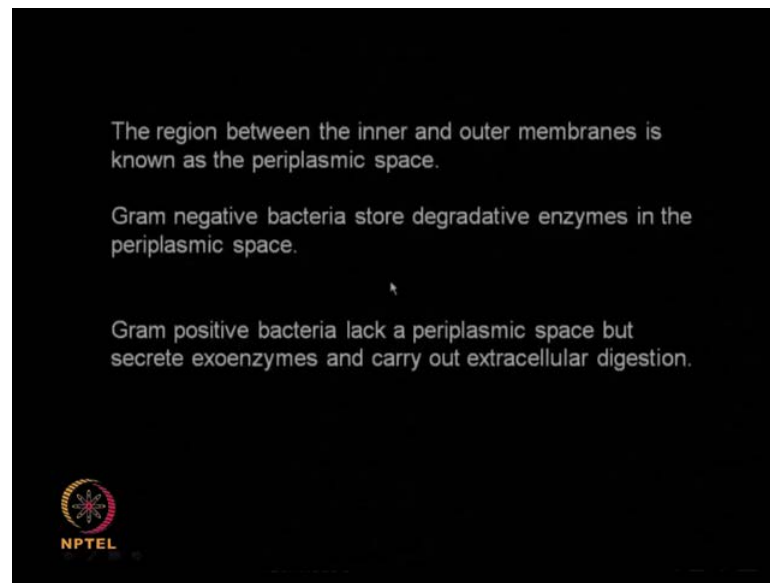 The region between the inner and outer membranes is
known as the periplasmic space.
Gram negative bacteria store degradative enzymes in the
periplasmic space.
Gram positive bacteria lack a periplasmic space but
secrete exoenzymes and carry out extracellular digestion.
NPTEL